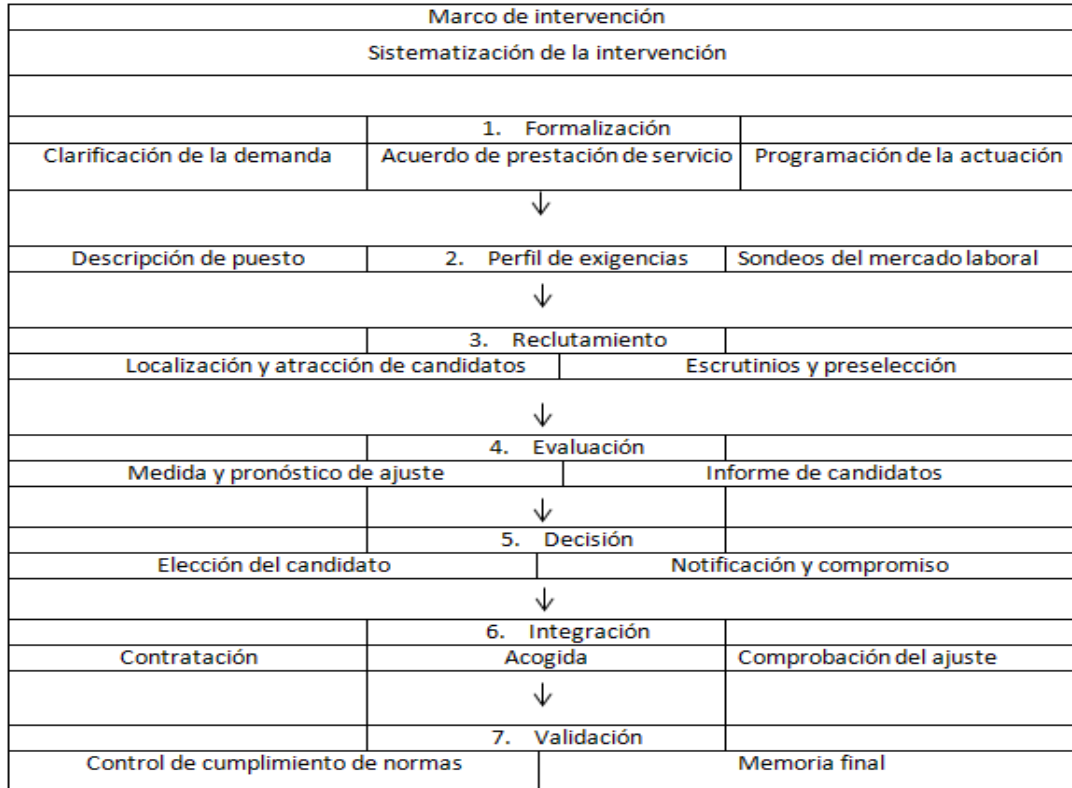 Marco de intervención
Sistematización de la intervención
1. Formalización
Clarificación de la demanda Acuerdo de prestación de servicio Programación de la actuación
Descripción de puesto 2. Perfil de exigencias Sondeos del mercado laboral
3. Reclutamiento
Localización y atracción de candidatos Escrutinios y preselección
4. Evaluación
Medida y pronóstico de ajuste Informe de candidatos
5. Decisión
Elección del candidato Notificación y compromiso
6. Integración
Contratación Acogida Comprobación del ajuste
7. Validación
Control de cumplimiento de normas Memoria final